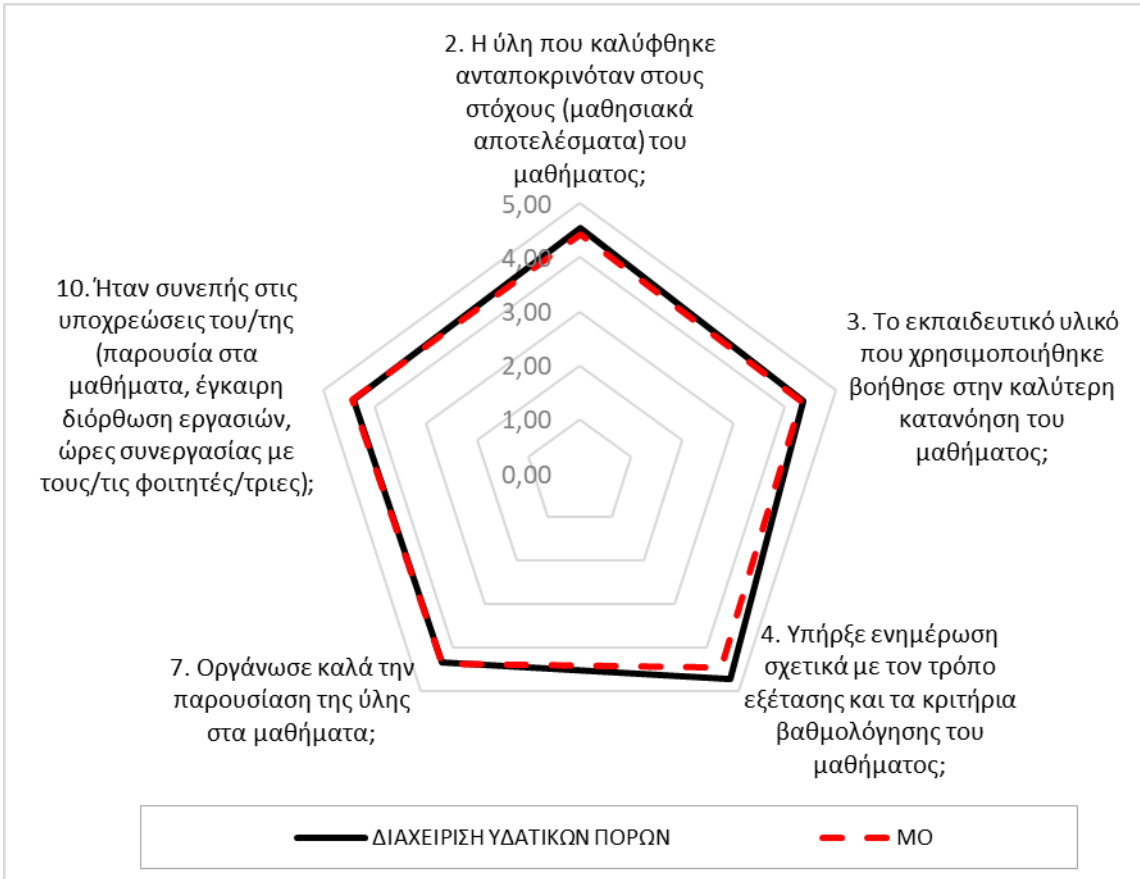 2. Η ύλη που καλύφθηκε
ανταποκρινόταν στους
στόχους (μαθησιακά
αποτελέσματα) του
μαθήματος;
5,00
4,00
3,00
2,00
1,00
0,00
3. Το εκπαιδευτικό υλικό
που χρησιμοποιήθηκε
βοήθησε στην καλύτερη
κατανόηση του
μαθήματος;
4. Υπήρξε ενημέρωση
σχετικά με τον τρόπο
εξέτασης και τα κριτήρια
βαθμολόγησης του
μαθήματος;
7. Οργάνωσε καλά την
παρουσίαση της ύλης
στα μαθήματα;
10. Ήταν συνεπής στις
υποχρεώσεις του/της
(παρουσία στα
μαθήματα, έγκαιρη
διόρθωση εργασιών,
ώρες συνεργασίας με
τους/τις φοιτητές/τριες);
ΔΙΑΧΕΙΡΙΣΗ ΥΔΑΤΙΚΩΝ ΠΟΡΩΝ
ΜΟ